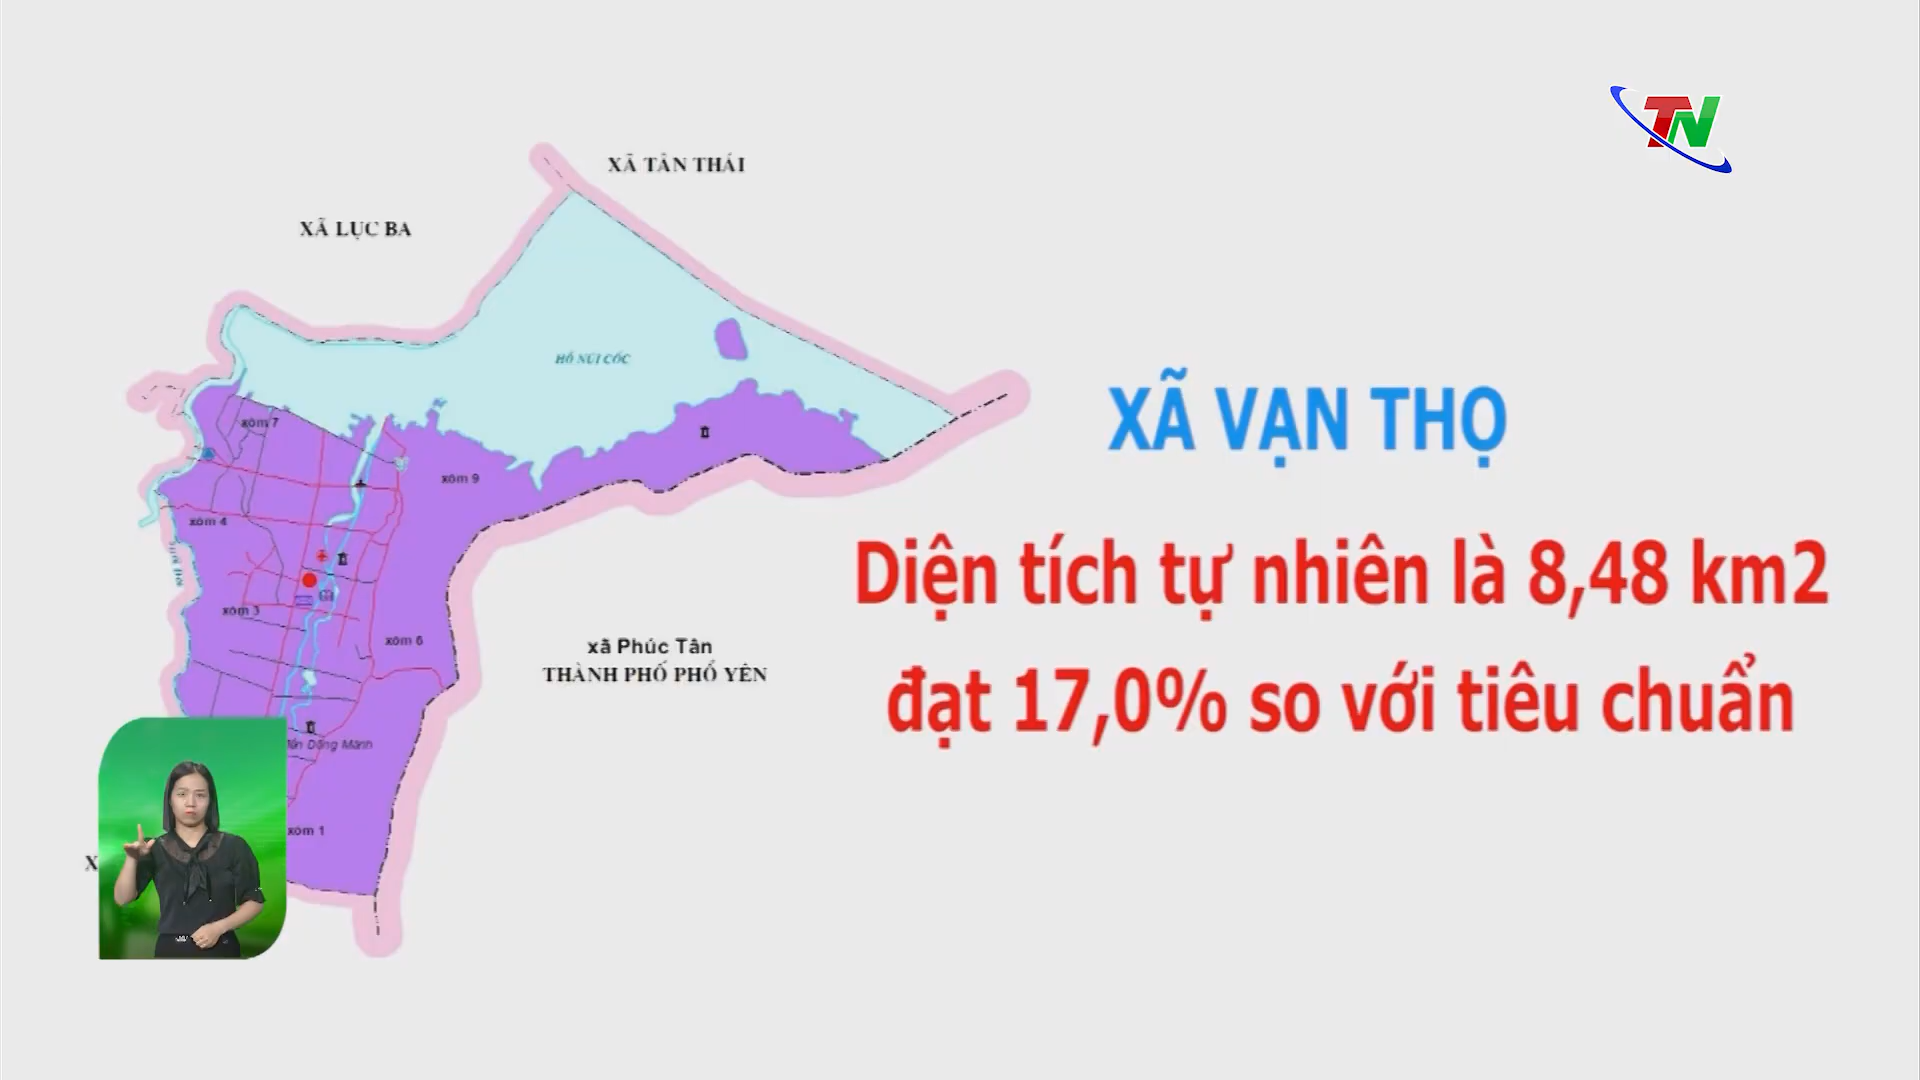 TN
XÃ TÂN THÁI
XÃ LỤC BA
HỒ NÚI CỐC
XÃ VẠN THỌ
xóm 7
xóm 9
xóm 4
Diện tích tự nhiên là 8,48 km2
xóm 3
xóm 6
xã Phúc Tân
THÀNH PHỐ PHỔ YÊN
đạt 17,0% so với tiêu chuẩn
Đồng Mành
xóm 1
X